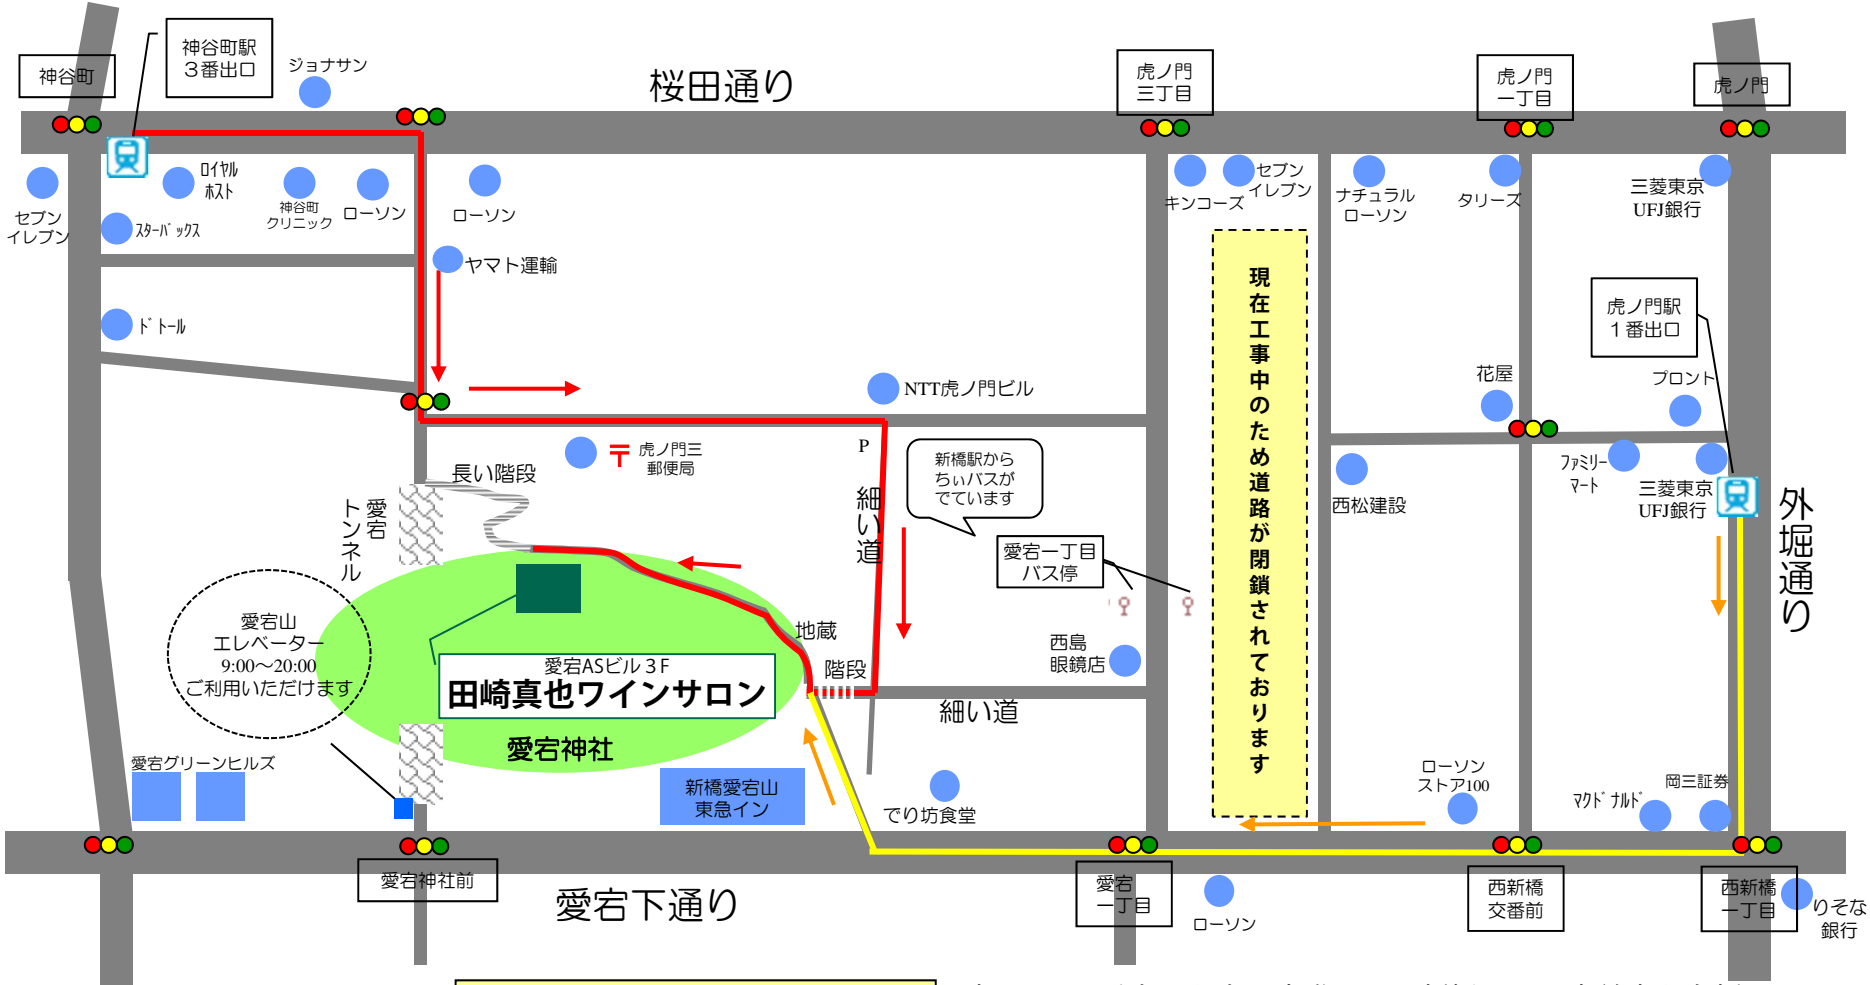 神谷町
神谷町駅
３番出口
ジョナサン
桜田通り
虎ノ門
三丁目
虎ノ門
一丁目
虎ノ門
セブン
イレブン
ロイヤル
ホスト
神谷町
クリニック
ローソン
ローソン
スターバックス
ヤマト運輸
ドトール
キンコーズ
セブン
イレブン
ナチュラル
ローソン
タリーズ
三菱東京
UFJ銀行
現在工事中のため道路が閉鎖されております
虎ノ門駅
１番出口
花屋
プロント
NTT虎ノ門ビル
P
虎ノ門三
郵便局
長い階段
愛宕
トンネル
細い道
新橋駅から
ちぃバスが
でています
愛宕一丁目
バス停
西松建設
ファミリー
マート
三菱東京
UFJ銀行
外堀通り
愛宕山
エレベーター
9:00～20:00
ご利用いただけます
地蔵
階段
西島
眼鏡店
愛宕ASビル３F
田崎真也ワインサロン
愛宕神社
細い道
愛宕グリーンヒルズ
新橋愛宕山
東急イン
でり坊食堂
ローソン
ストア100
マクドナルド
岡三証券
愛宕神社前
愛宕下通り
愛宕
一丁目
ローソン
西新橋
交番前
西新橋
一丁目
りそな
銀行